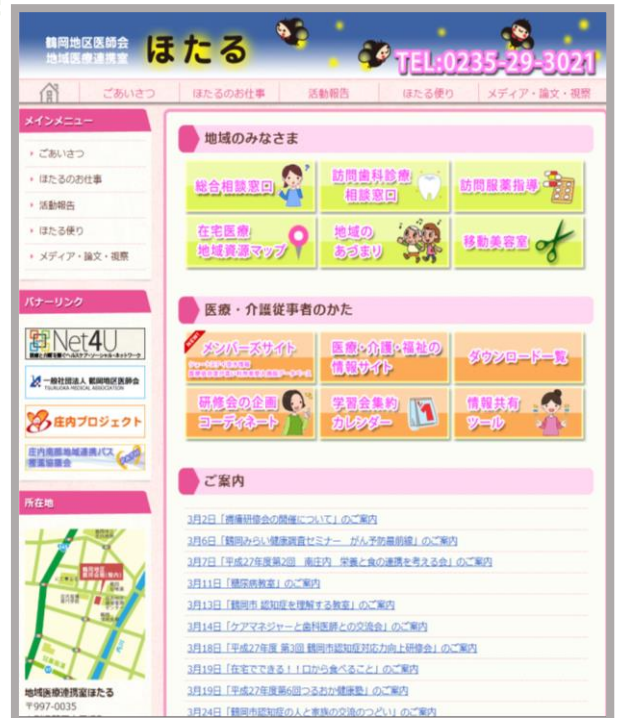 鶴岡地区医師会
地域医療連携室
ほたる
TEL:0235-29-3021
ごあいさつ
ほたるのお仕事
活動報告
ほたる便り
メディア・論文・視察
メインメニュー
ごあいさつ
ほたるのお仕事
活動報告
ほたる便り
メディア・論文・視察
バナーリンク
Net4U
一般社団法人 鶴岡地区医師会
TSURUOKA MEDICAL ASSOCIATION
庄内プロジェクト
庄内南部地域連携パス
推進協議会
所在地
地域医療連携室ほたる
〒997-0035
地域のみなさま
総合相談窓口
訪問歯科診療
相談窓口
訪問服薬指導
在宅医療
地域資源マップ
地域の
あづまり
移動美容室
医療・介護従事者のかた
メンバーズサイト
医療・介護・福祉の
情報サイト
ダウンロード一覧
研修会の企画
コーディネート
学習会集約
カレンダー
1
情報共有
ツール
ご案内
3月2日「褥瘡研修会の開催について」のご案内
3月6日「鶴岡みらい健康調査セミナー がん予防最前線」のご案内
3月7日「平成27年度第2回 南庄内 栄養と食の連携を考える会」のご案内
3月11日「糖尿病教室」のご案内
3月13日「鶴岡市 認知症を理解する教室」のご案内
3月14日「ケアマネジャーと歯科医師との交流会」のご案内
3月18日「平成27年度 第3回 鶴岡市認知症対応力向上研修会」のご案内
3月19日「在宅でできる！！口から食べること」のご案内
3月19日「平成27年度第6回つるおか健康塾」のご案内
3月24日「鶴岡市認知症の人と家族の交流のつどい」のご案内